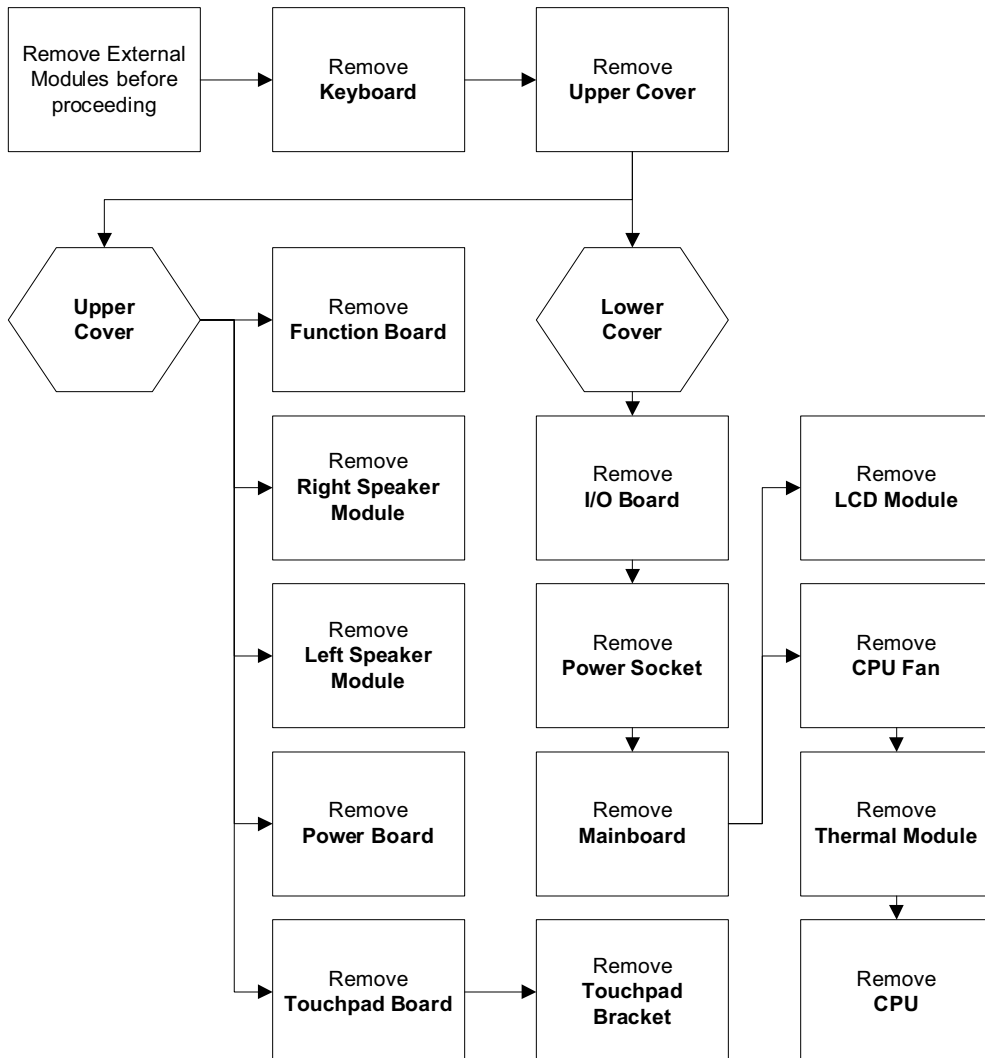 Remove External
Modules before
proceeding
Remove
Keyboard
Remove
Upper Cover
Upper
Cover
Remove
Function Board
Lower
Cover
Remove
Right Speaker
Module
Remove
I/O Board
Remove
LCD Module
Remove
Left Speaker
Module
Remove
Power Socket
Remove
CPU Fan
Remove
Power Board
Remove
Mainboard
Remove
Thermal Module
Remove
Touchpad Board
Remove
Touchpad
Bracket
Remove
CPU